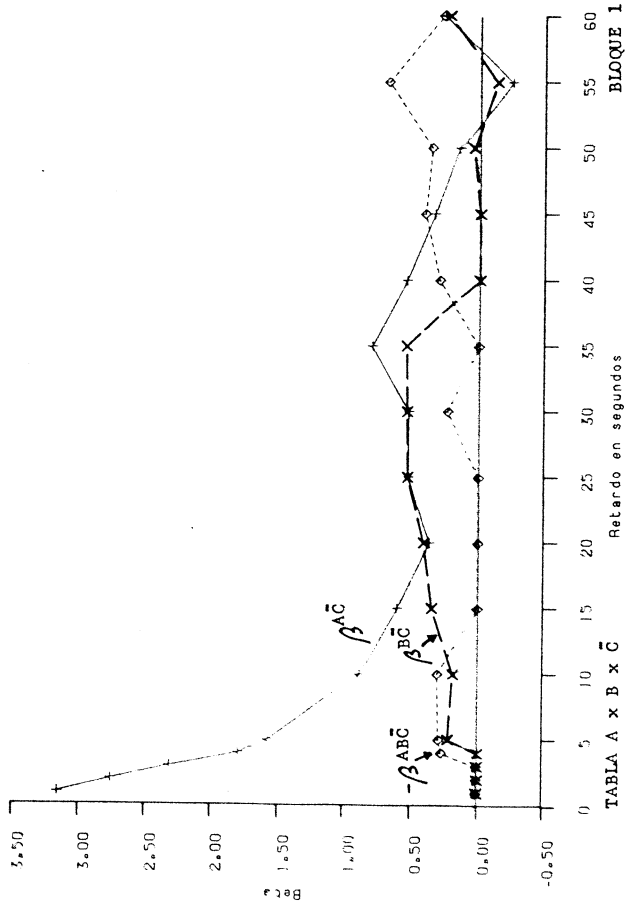 3.50
3.00
2.50
2.00
1.50
1.00
0.50
0.00
-0.50
Beta
β^AC̄
β^BC̄
-β^ABC̄
0 5 10 15 20 25 30 35 40 45 50 55 60
Retardo en segundos
TABLA A x B x C̄
BLOQUE 1